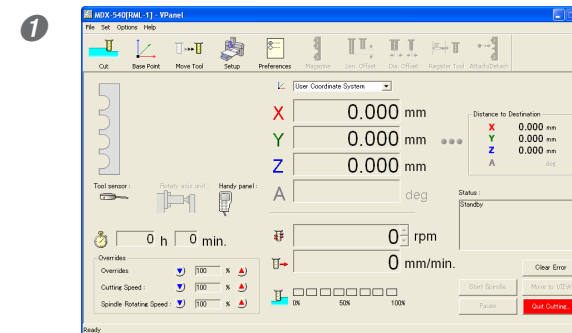 1
MDX-540[RML-1] - VPanel
File Set Options Help
Cut Base Point Move Tool Setup Preferences Magazine Len. Offset Dia. Offset Register Tool Attach/Detach
User Coordinate System
X 0.000 mm
Y 0.000 mm
Z 0.000 mm
A deg
Distance to Destination
X 0.000 mm
Y 0.000 mm
Z 0.000 mm
A deg
Tool sensor : Rotary axis unit : Handy panel :
Status :
Standby
0 h 0 min.
0 rpm
0 mm/min.
0% 50% 100%
Overrides
Overrides 100 %
Cutting Speed : 100 %
Spindle Rotating Speed : 100 %
Clear Error
Start Spindle Move to VIEW
Pause Quit Cutting...
Ready